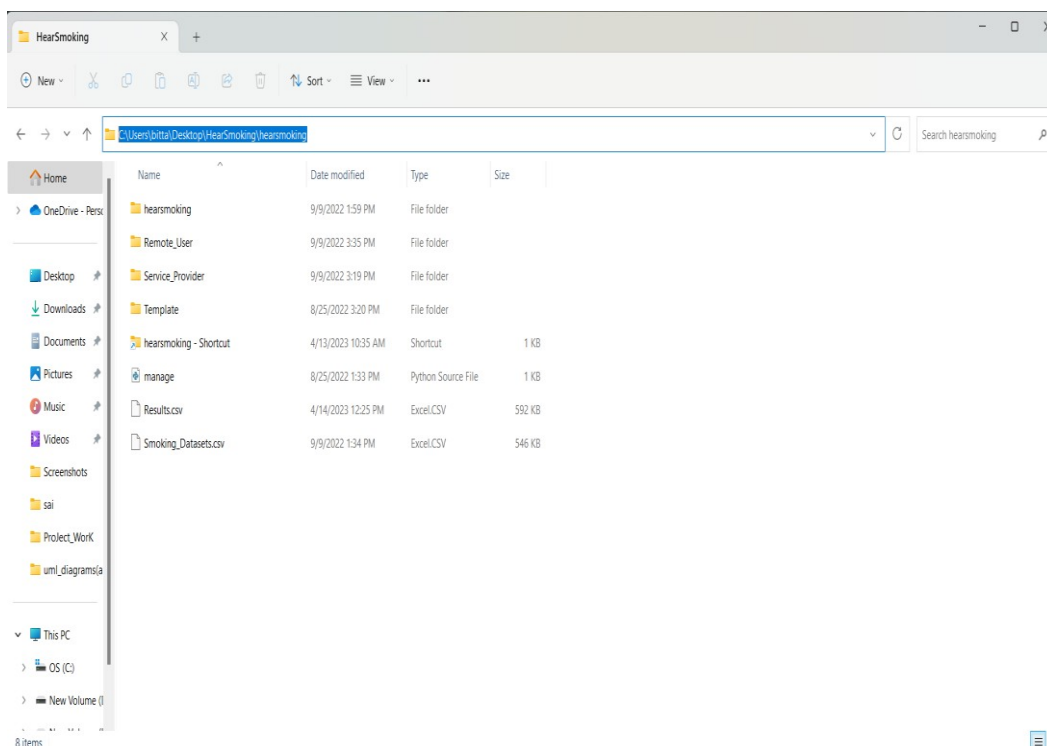 HearSmoking X +
New Sort View ...
C:\Users\bitta\Desktop\HearSmoking\hearsmoking Search hearsmoking
Home Name Date modified Type Size
OneDrive - Perso hearsmoking 9/9/2022 1:59 PM File folder
Remote_User 9/9/2022 3:35 PM File folder
Desktop Service_Provider 9/9/2022 3:19 PM File folder
Downloads Template 8/25/2022 3:20 PM File folder
Documents hearsmoking - Shortcut 4/13/2023 10:35 AM Shortcut 1 KB
Pictures manage 8/25/2022 1:33 PM Python Source File 1 KB
Music Results.csv 4/14/2023 12:25 PM Excel.CSV 592 KB
Videos Smoking_Datasets.csv 9/9/2022 1:34 PM Excel.CSV 546 KB
Screenshots
sai
ProJect_WorK
uml_diagrams(a
This PC
OS (C:)
New Volume (
8 items